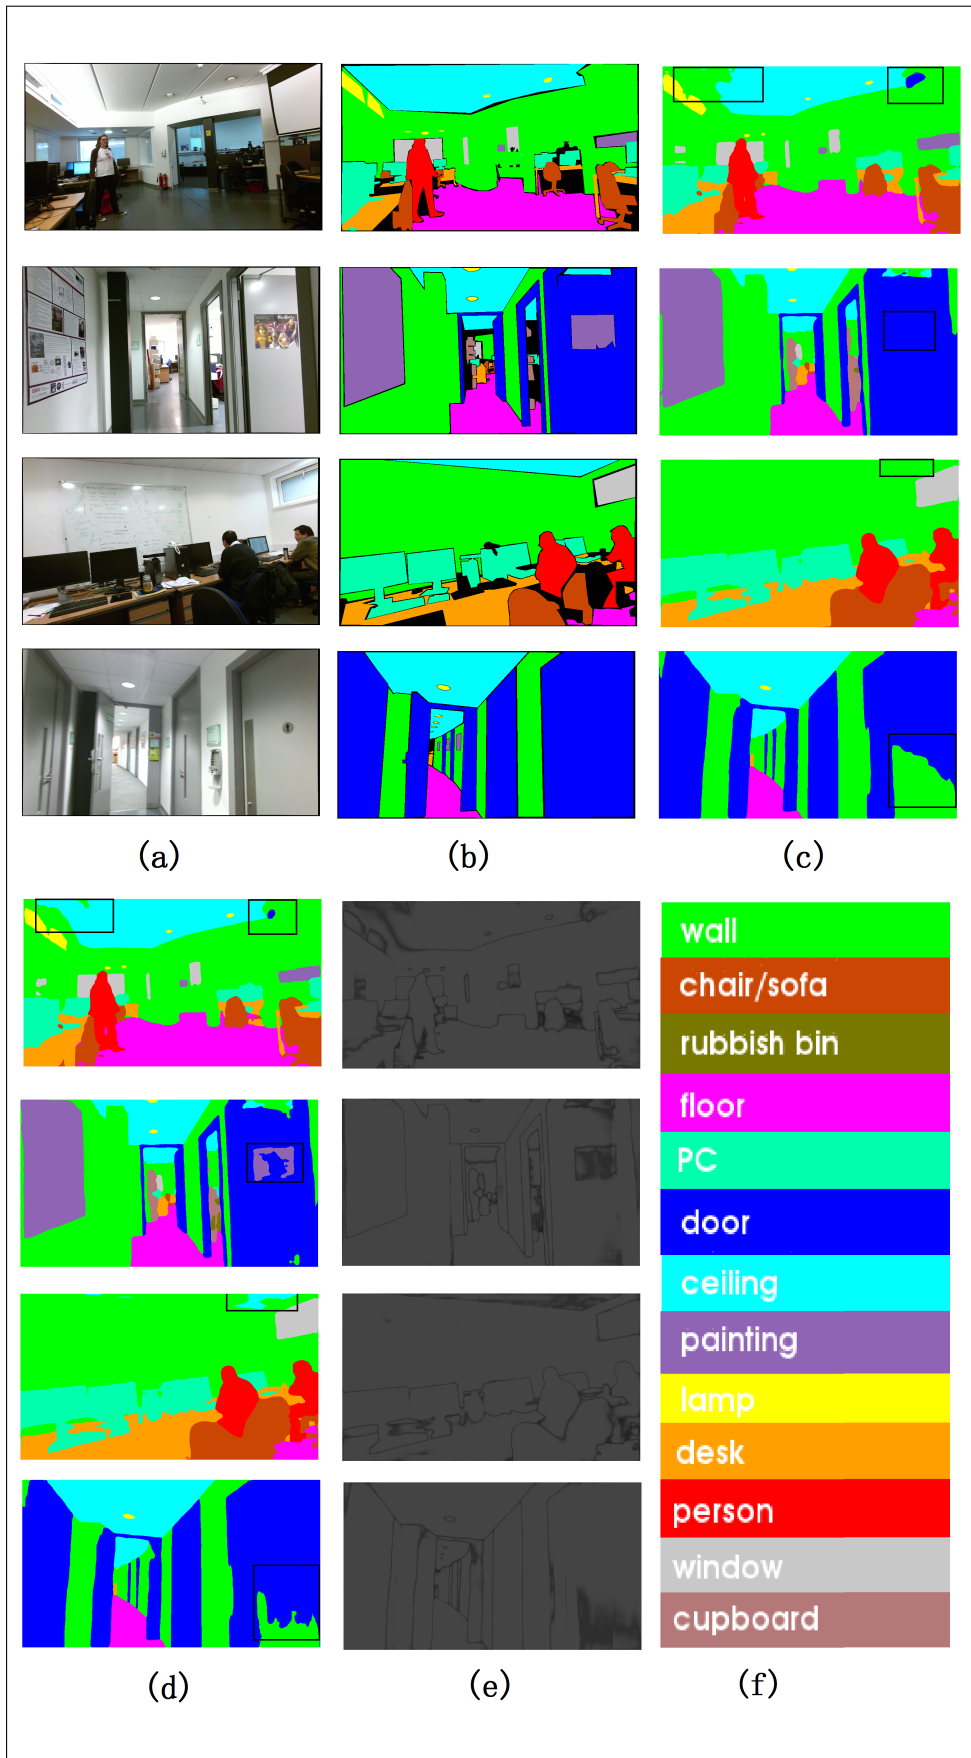 (a)
(b)
(c)
wall
chair/sofa
rubbish bin
floor
PC
door
ceiling
painting
lamp
desk
person
window
cupboard
(d)
(e)
(f)